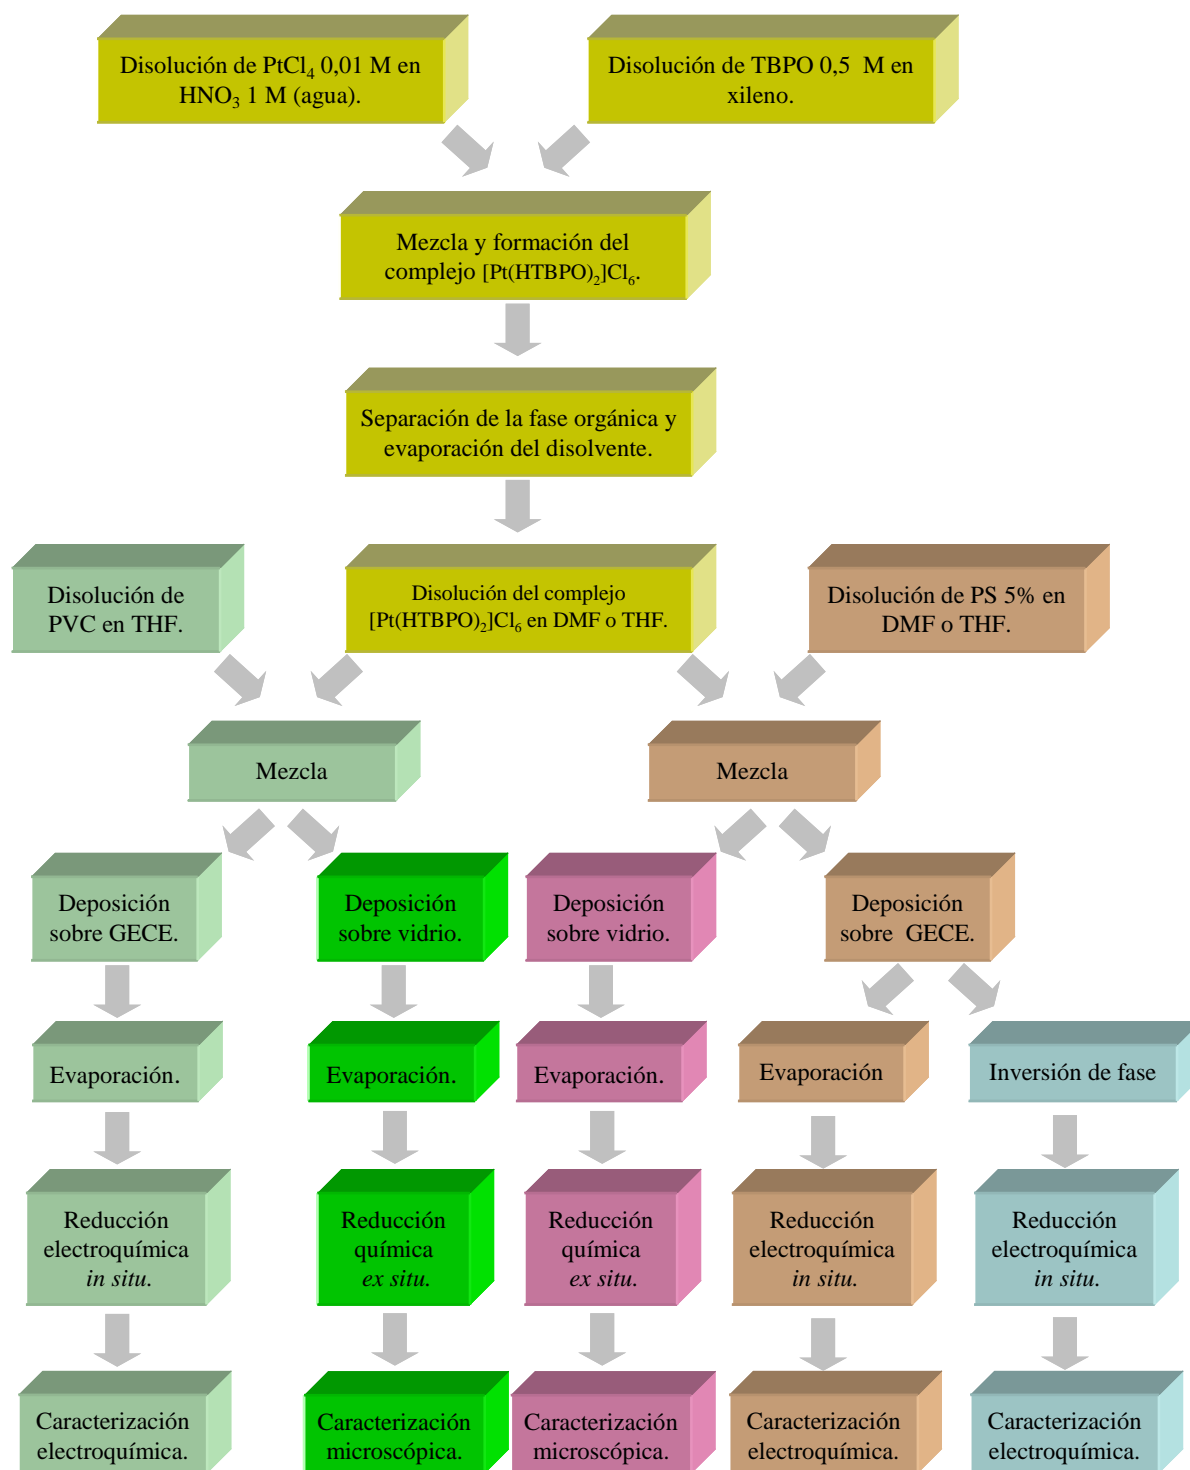 Disolución de PtCl₄ 0,01 M en
HNO₃ 1 M (agua).
Disolución de TBPO 0,5 M en
xileno.
Mezcla y formación del
complejo [Pt(HTBPO)₂]Cl₆.
Separación de la fase orgánica y
evaporación del disolvente.
Disolución de
PVC en THF.
Disolución del complejo
[Pt(HTBPO)₂]Cl₆ en DMF o THF.
Disolución de PS 5% en
DMF o THF.
Mezcla
Mezcla
Deposición
sobre GECE.
Deposición
sobre vidrio.
Deposición
sobre vidrio.
Deposición
sobre GECE.
Evaporación.
Evaporación.
Evaporación.
Evaporación
Inversión de fase
Reducción
electroquímica
in situ.
Reducción
química
ex situ.
Reducción
química
ex situ.
Reducción
electroquímica
in situ.
Reducción
electroquímica
in situ.
Caracterización
electroquímica.
Caracterización
microscópica.
Caracterización
microscópica.
Caracterización
electroquímica.
Caracterización
electroquímica.